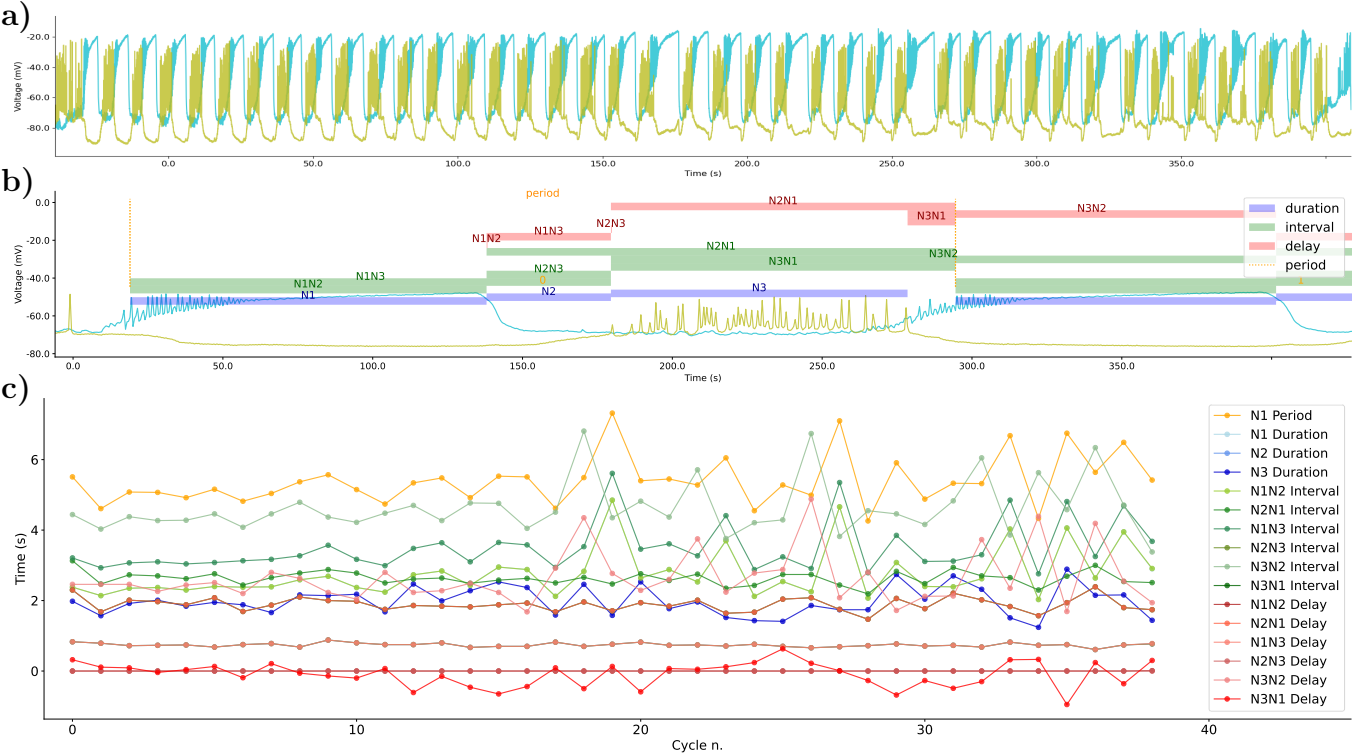 a)
-20.0
-40.0
-60.0
-80.0
Voltage (mV)
0.0 50.0 100.0 150.0 200.0 250.0 300.0 350.0
Time (s)
b)
0.0
-20.0
-40.0
-60.0
-80.0
Voltage (mV)
period
N2N1
N3N2
N3N1
N2N3
N1N3
N1N2
N2N1
N3N2
N3N1
N2N3
N1N3
N1N2
0
1
N1
N2
N3
duration
interval
delay
period
0.0 50.0 100.0 150.0 200.0 250.0 300.0 350.0
Time (s)
c)
6
4
2
0
Time (s)
N1 Period
N1 Duration
N2 Duration
N3 Duration
N1N2 Interval
N2N1 Interval
N1N3 Interval
N2N3 Interval
N3N2 Interval
N3N1 Interval
N1N2 Delay
N2N1 Delay
N1N3 Delay
N2N3 Delay
N3N2 Delay
N3N1 Delay
0 10 20 30 40
Cycle n.